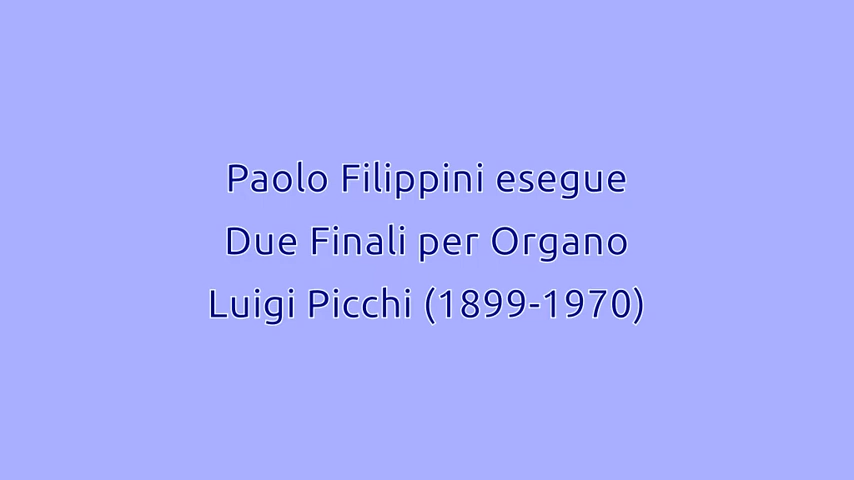 Paolo Filippini esegue
Due Finali per Organo
Luigi Picchi (1899-1970)